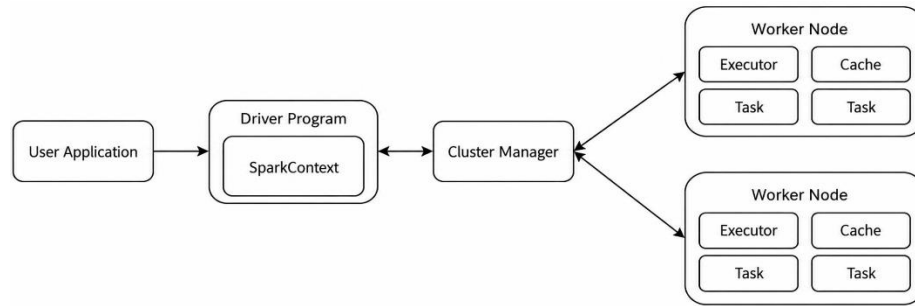 User Application
Driver Program
SparkContext
Cluster Manager
Worker Node
Executor Cache
Task Task
Worker Node
Executor Cache
Task Task